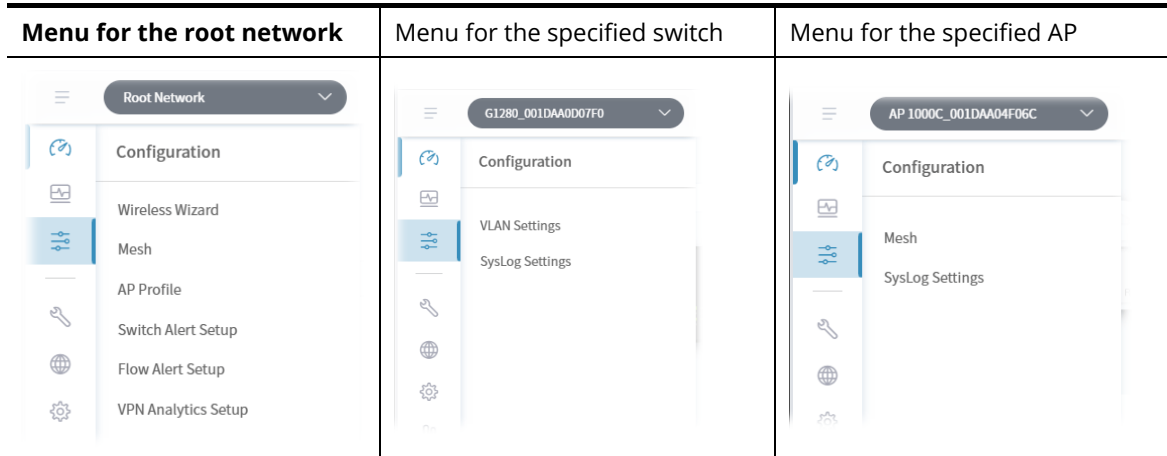 Menu for the root network
Menu for the specified switch
Menu for the specified AP
Root Network
Configuration
Wireless Wizard
Mesh
AP Profile
Switch Alert Setup
Flow Alert Setup
VPN Analytics Setup
G1280_001DAA0D07F0
Configuration
VLAN Settings
SysLog Settings
AP 1000C_001DAA04F06C
Configuration
Mesh
SysLog Settings